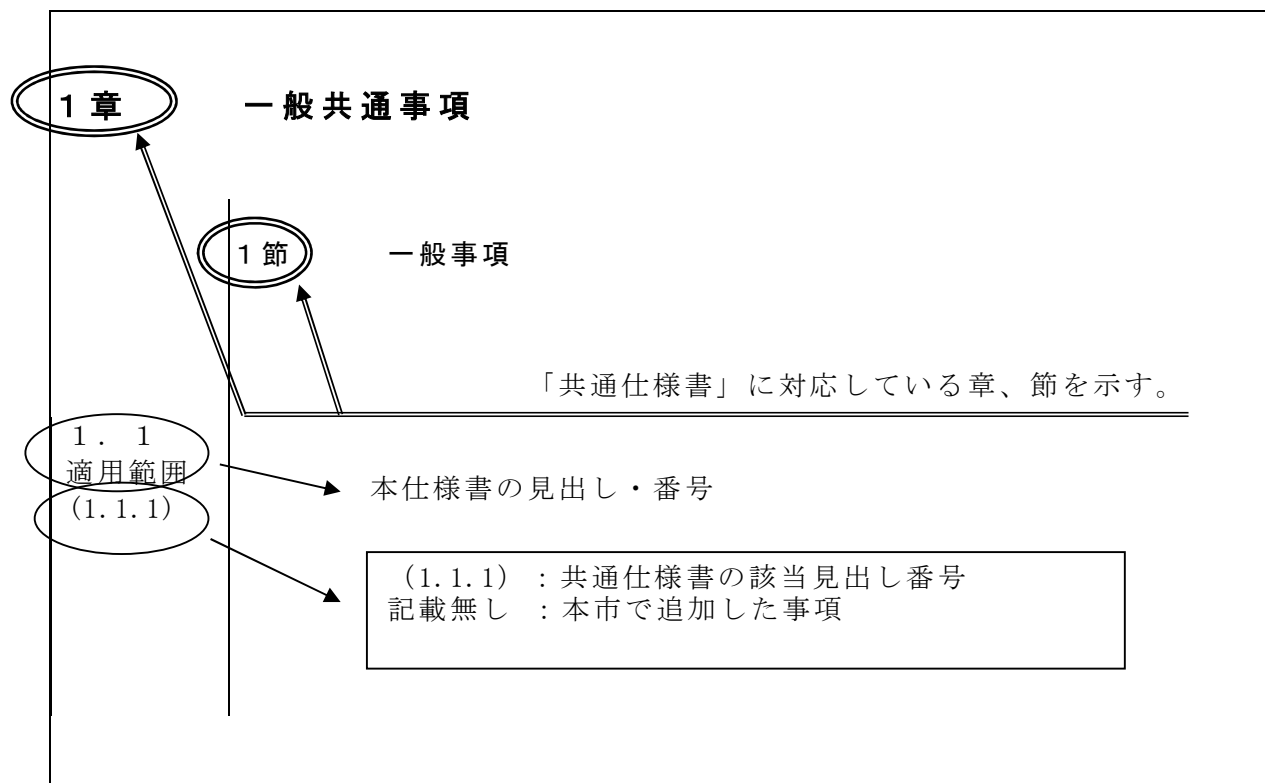 １章 一般共通事項
１節 一般事項
「共通仕様書」に対応している章、節を示す。
１．１
適用範囲
(1.1.1)
本仕様書の見出し・番号
(1.1.1)：共通仕様書の該当見出し番号
記載無し：本市で追加した事項